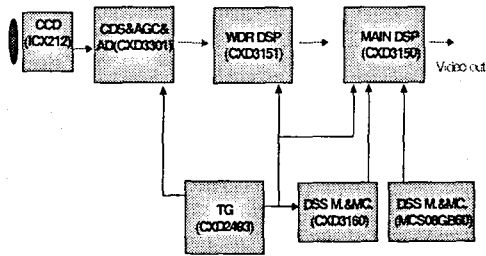 CCD
(ICX212)
CDS&AGC&
AD(CXD3301)
WDR DSP
(CXD3151)
MAIN DSP
(CXD3150)
Video out
TG
(CXD2463)
DSS M.&MC,
(CXD3160)
DSS M.&MC,
(MCS08GB60)